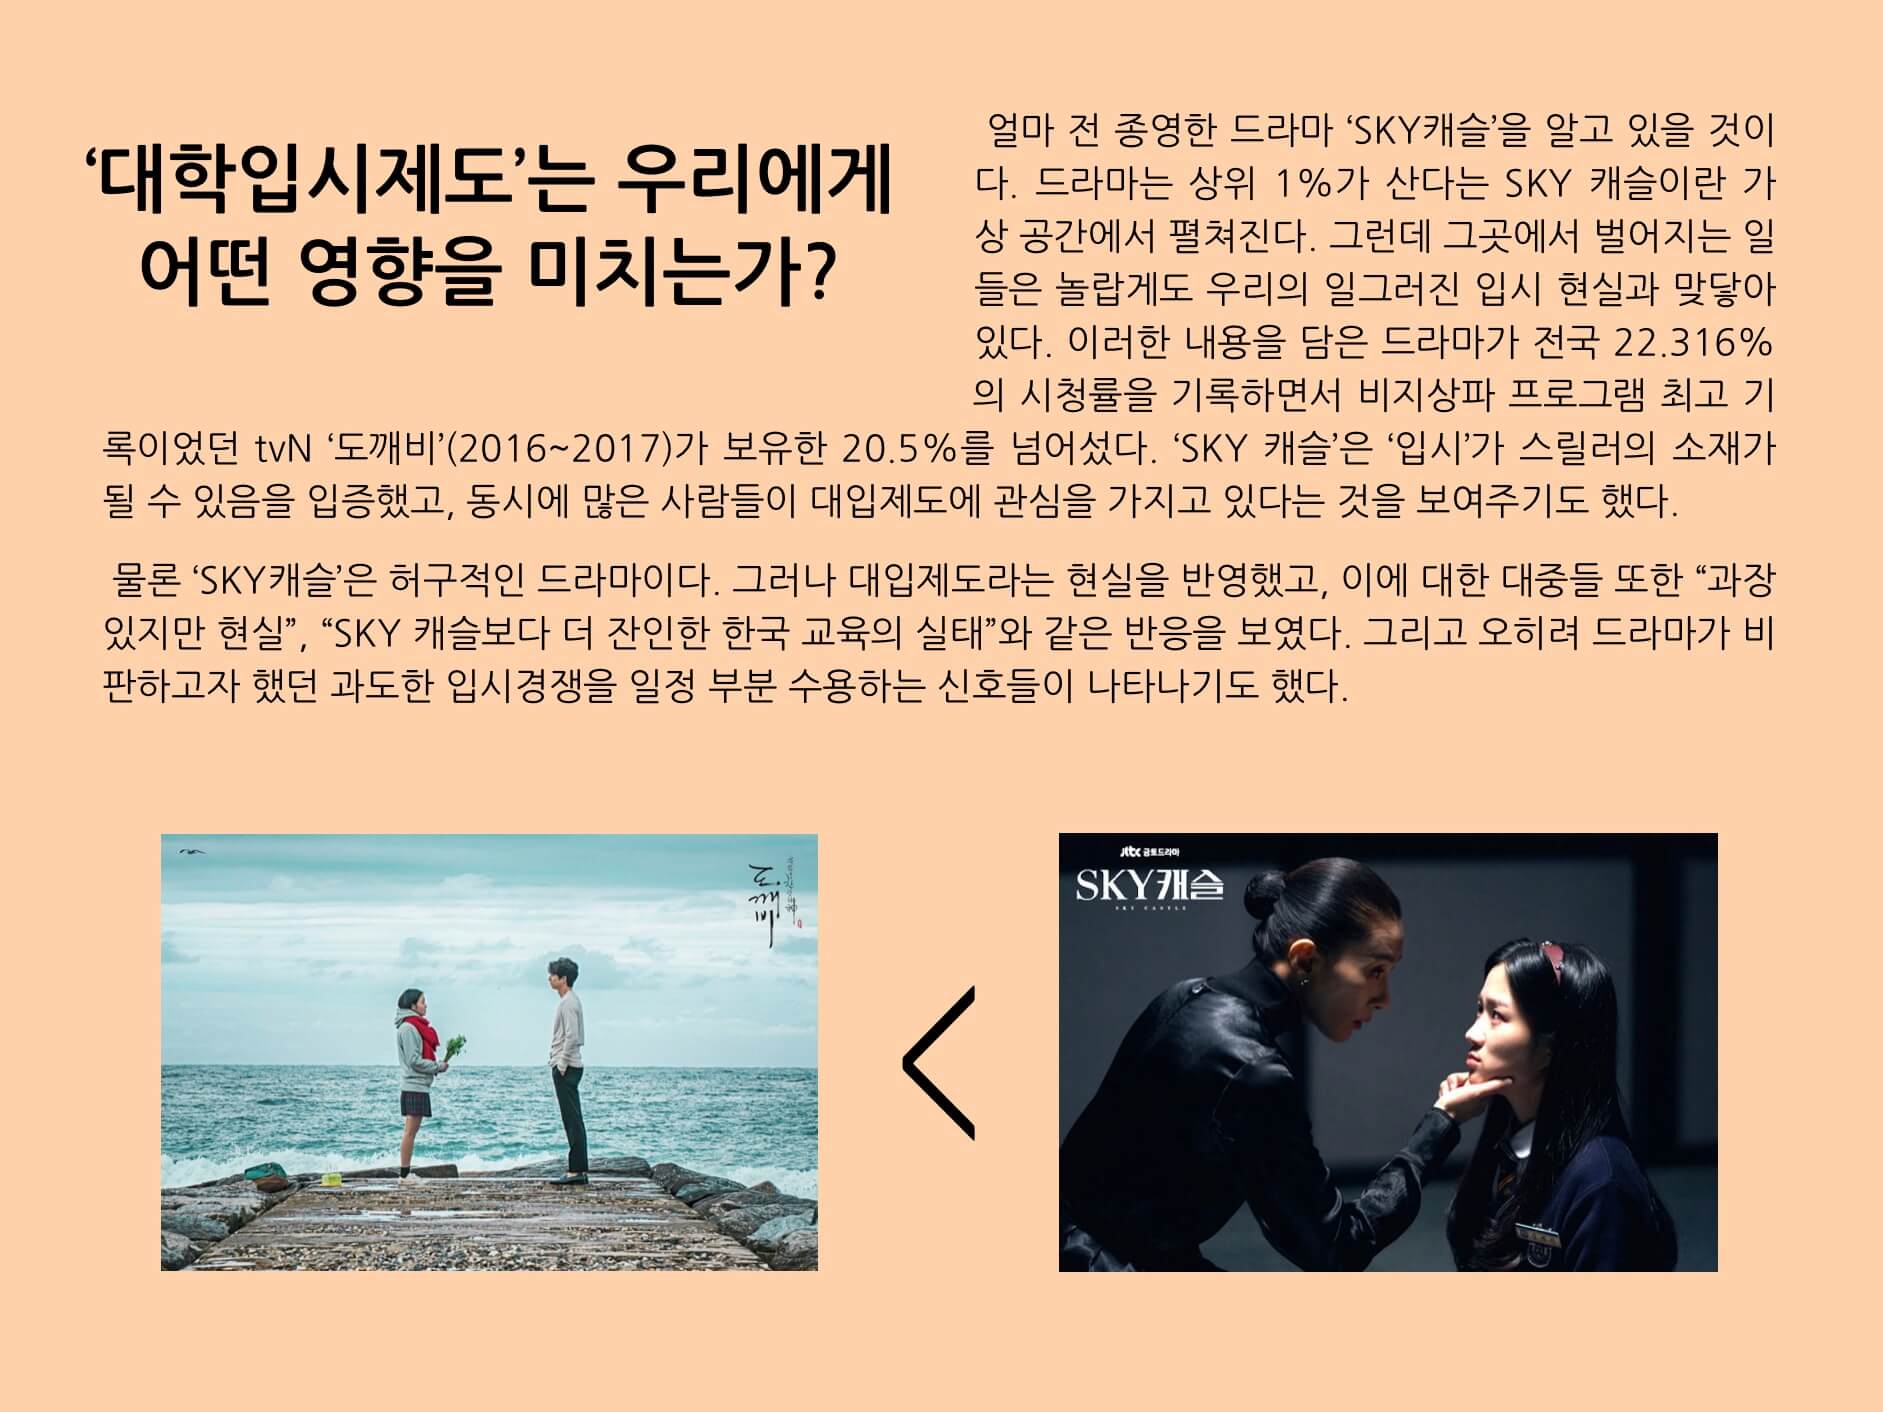 ‘대학입시제도’는 우리에게
어떤 영향을 미치는가?
얼마 전 종영한 드라마 ‘SKY캐슬’을 알고 있을 것이
다. 드라마는 상위 1%가 산다는 SKY 캐슬이란 가
상 공간에서 펼쳐진다. 그런데 그곳에서 벌어지는 일
들은 놀랍게도 우리의 일그러진 입시 현실과 맞닿아
있다. 이러한 내용을 담은 드라마가 전국 22.316%
의 시청률을 기록하면서 비지상파 프로그램 최고 기
록이었던 tvN ‘도깨비’(2016~2017)가 보유한 20.5%를 넘어섰다. ‘SKY 캐슬’은 ‘입시’가 스릴러의 소재가
될 수 있음을 입증했고, 동시에 많은 사람들이 대입제도에 관심을 가지고 있다는 것을 보여주기도 했다.
물론 ‘SKY캐슬’은 허구적인 드라마이다. 그러나 대입제도라는 현실을 반영했고, 이에 대한 대중들 또한 “과장
있지만 현실”, “SKY 캐슬보다 더 잔인한 한국 교육의 실태”와 같은 반응을 보였다. 그리고 오히려 드라마가 비
판하고자 했던 과도한 입시경쟁을 일정 부분 수용하는 신호들이 나타나기도 했다.
도깨비
<
jtbc 금토드라마
SKY캐슬
SKY CASTLE